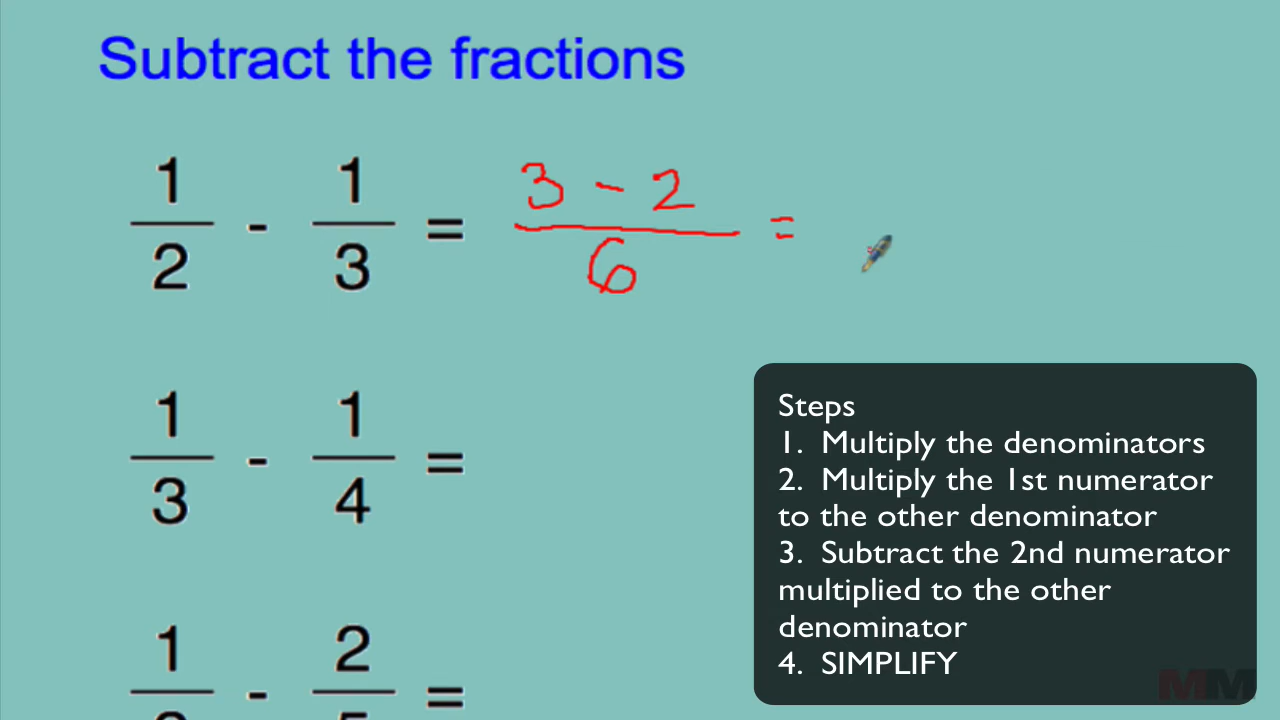 Subtract the fractions
1/2 - 1/3 = (3 - 2)/6 =
1/3 - 1/4 =
1 - 2/5 =
Steps
1. Multiply the denominators
2. Multiply the 1st numerator
to the other denominator
3. Subtract the 2nd numerator
multiplied to the other
denominator
4. SIMPLIFY
MM